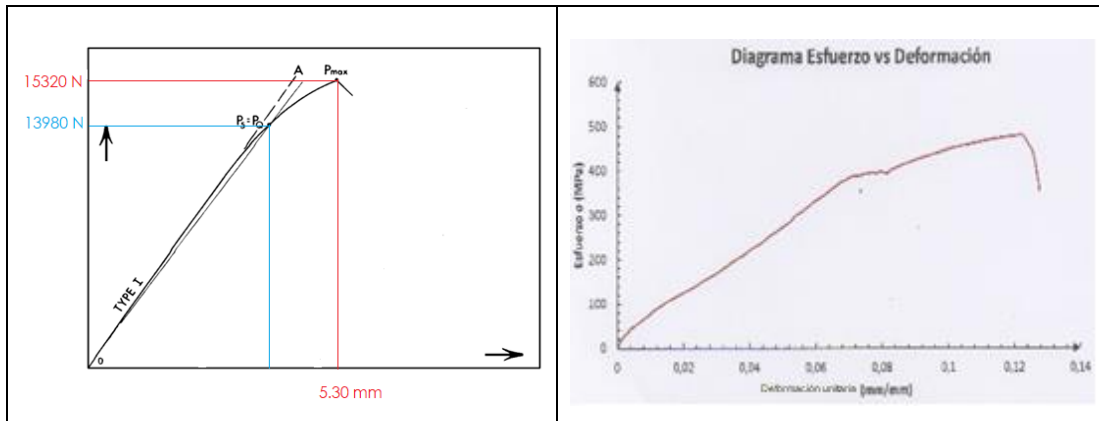 A
Pmax
15320 N
P5 = PQ
13980 N
TYPE I
0
5.30 mm
Diagrama Esfuerzo vs Deformación
Esfuerzo σ (MPa)
600
500
400
300
200
100
0
0
0,02
0,04
0,06
0,08
0,1
0,12
0,14
Deformación unitaria (mm/mm)